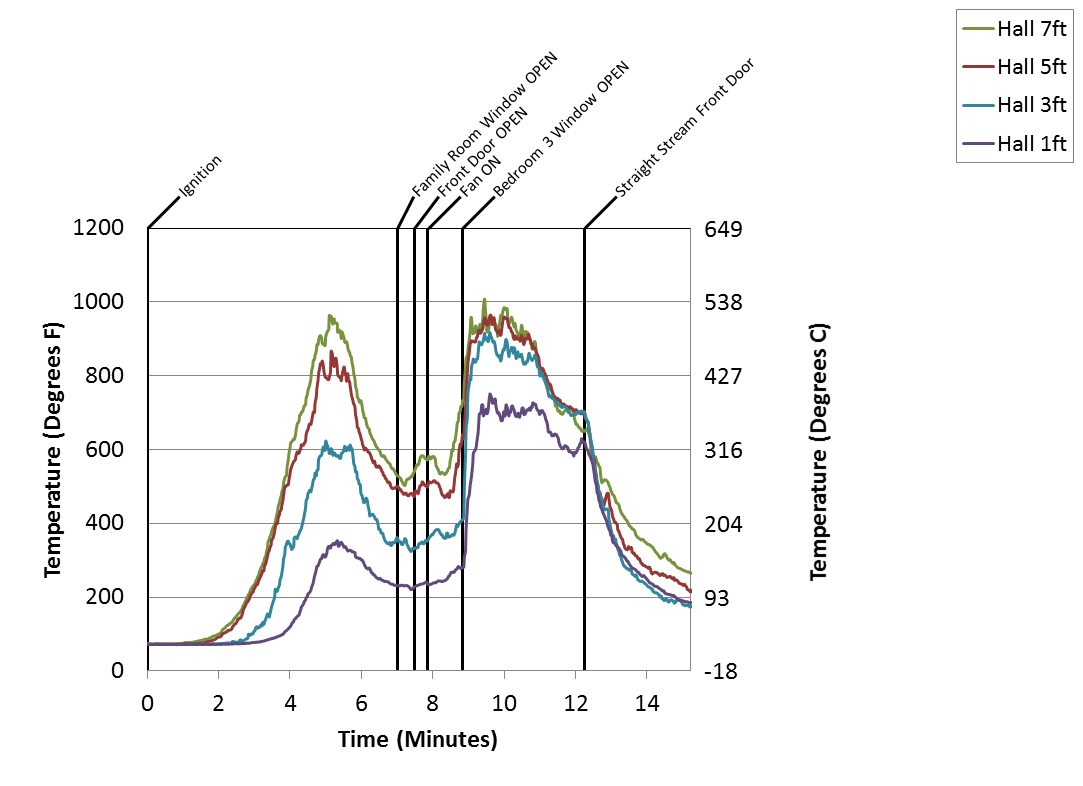 Hall 7ft
Hall 5ft
Hall 3ft
Hall 1ft
Ignition
Family Room Window OPEN
Front Door OPEN
Fan ON
Bedroom 3 Window OPEN
Straight Stream Front Door
1200
1000
800
600
400
200
0
649
538
427
316
204
93
-18
Temperature (Degrees F)
Temperature (Degrees C)
0 2 4 6 8 10 12 14
Time (Minutes)